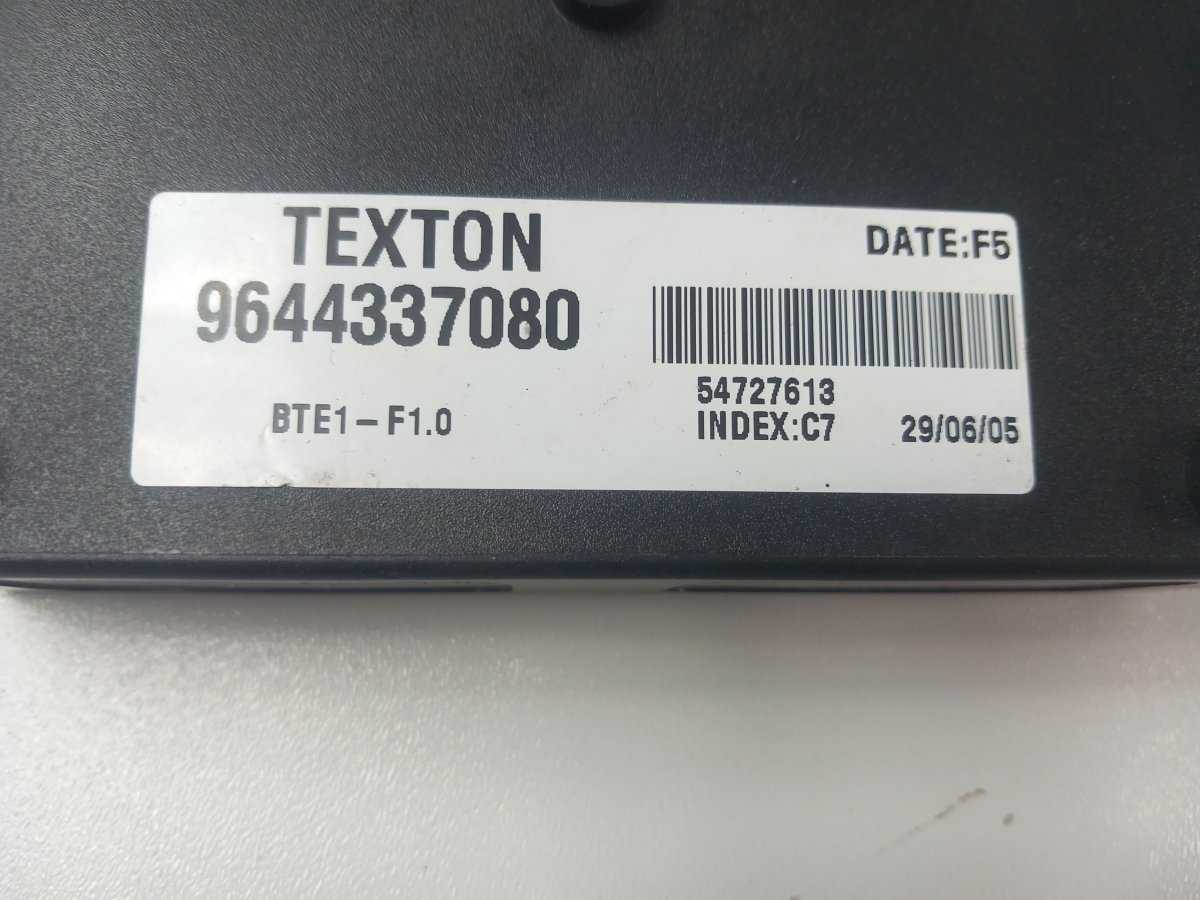 TEXTON
DATE:F5
9644337080
54727613
BTE1-F1.0
INDEX:C7 29/06/05